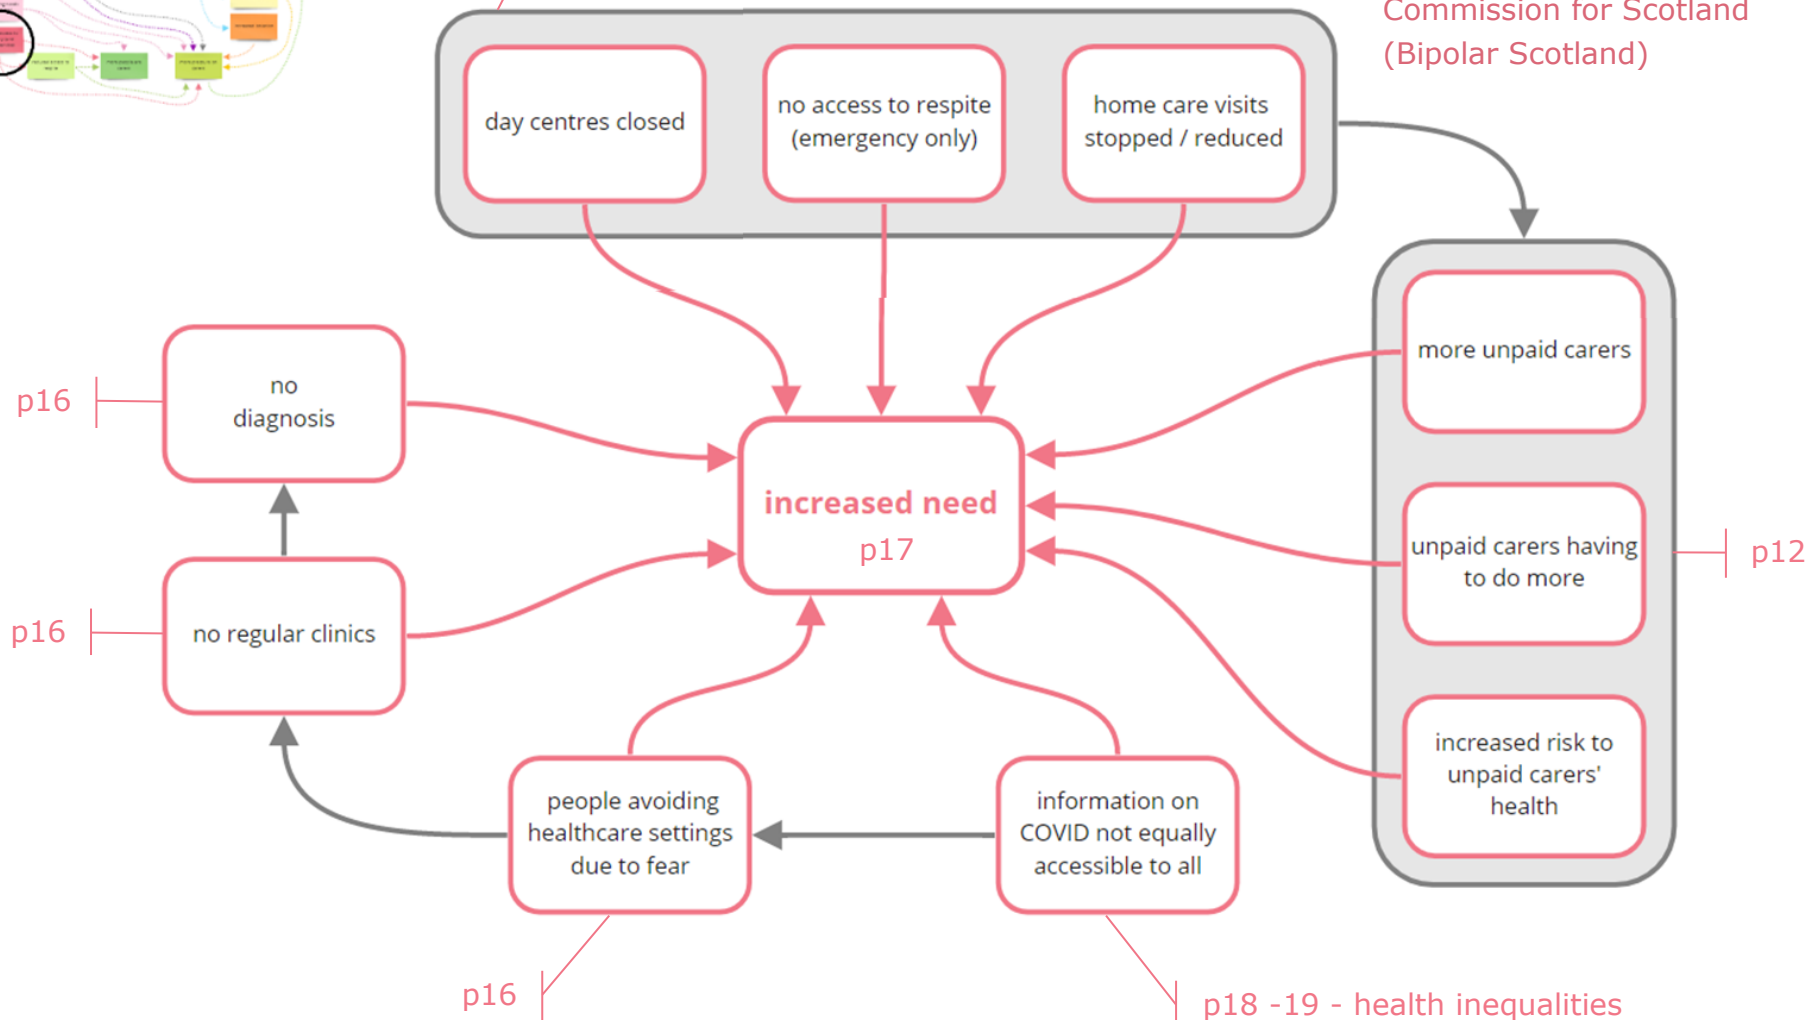 Commission for Scotland
(Bipolar Scotland)
day centres closed
no access to respite
(emergency only)
home care visits
stopped / reduced
more unpaid carers
no
diagnosis
p16
increased need
p17
unpaid carers having
to do more
p12
no regular clinics
p16
increased risk to
unpaid carers'
health
people avoiding
healthcare settings
due to fear
information on
COVID not equally
accessible to all
p16
p18 -19 - health inequalities